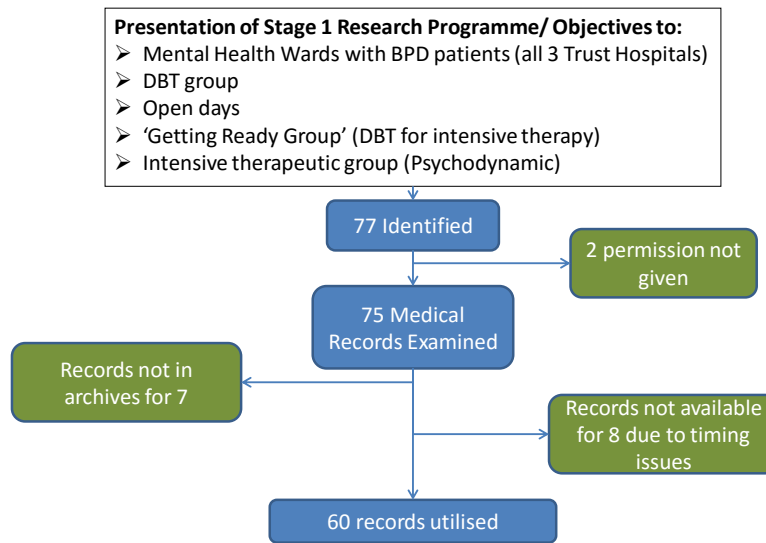 Presentation of Stage 1 Research Programme/ Objectives to:
➢ Mental Health Wards with BPD patients (all 3 Trust Hospitals)
➢ DBT group
➢ Open days
➢ ‘Getting Ready Group’ (DBT for intensive therapy)
➢ Intensive therapeutic group (Psychodynamic)
77 Identified
2 permission not
given
75 Medical
Records Examined
Records not in
archives for 7
Records not available
for 8 due to timing
issues
60 records utilised